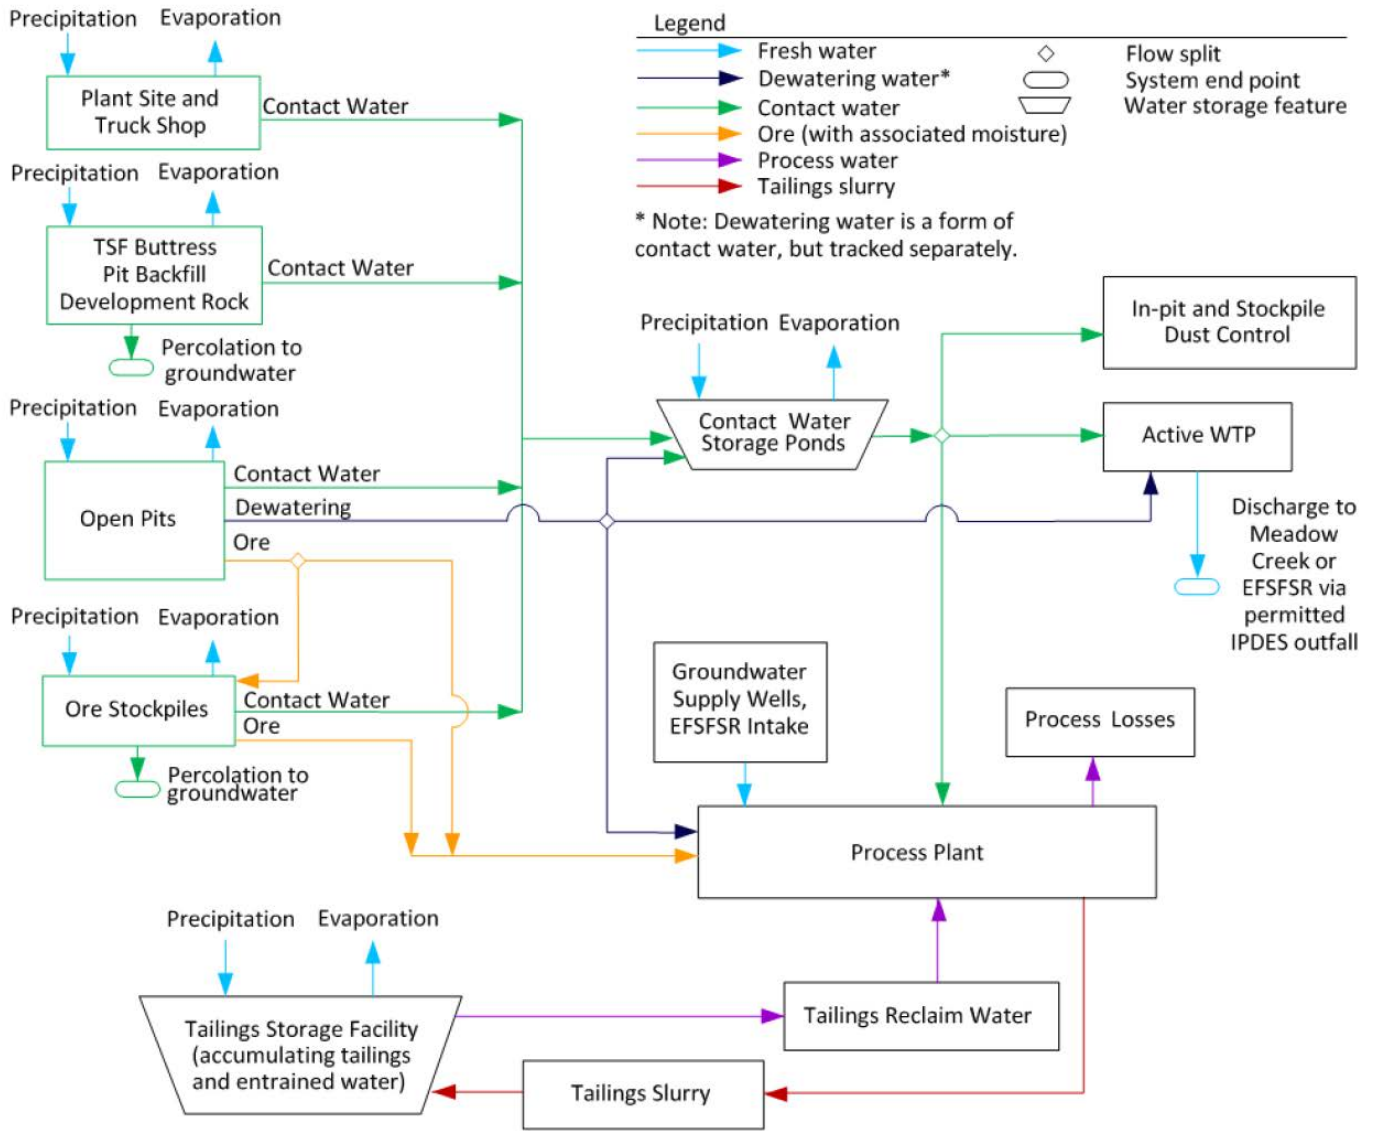 Precipitation
Evaporation
Plant Site and
Truck Shop
Contact Water
Precipitation
Evaporation
TSF Buttress
Pit Backfill
Development Rock
Contact Water
Percolation to
groundwater
Precipitation
Evaporation
Open Pits
Contact Water
Dewatering
Ore
Precipitation
Evaporation
Ore Stockpiles
Contact Water
Ore
Percolation to
groundwater
Legend
Fresh water
Dewatering water*
Contact water
Ore (with associated moisture)
Process water
Tailings slurry
Flow split
System end point
Water storage feature
* Note: Dewatering water is a form of
contact water, but tracked separately.
Precipitation
Evaporation
Contact Water
Storage Ponds
In-pit and Stockpile
Dust Control
Active WTP
Discharge to
Meadow
Creek or
EFSFSR via
permitted
IPDES outfall
Groundwater
Supply Wells,
EFSFSR Intake
Process Losses
Process Plant
Precipitation
Evaporation
Tailings Storage Facility
(accumulating tailings
and entrained water)
Tailings Reclaim Water
Tailings Slurry